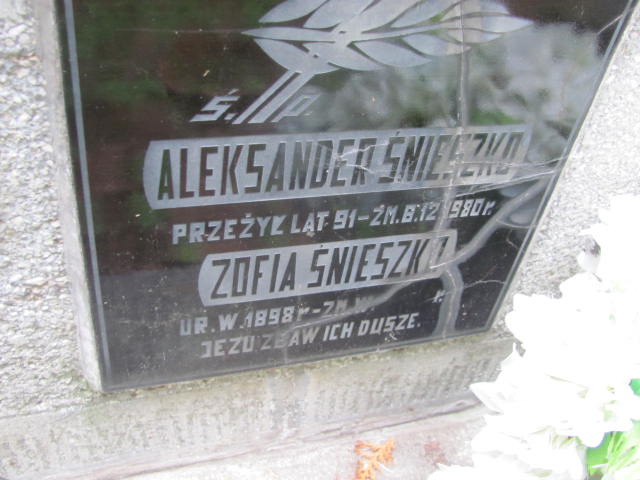 Ś. P.
ALEKSANDER ŚNIESZKO
PRZEŻYŁ LAT 91-ZM. 8.12 1980 r.
ZOFIA ŚNIESZKO
UR. W. 1898 r - ZM. W. r.
JEZU ZBAW ICH DUSZE.